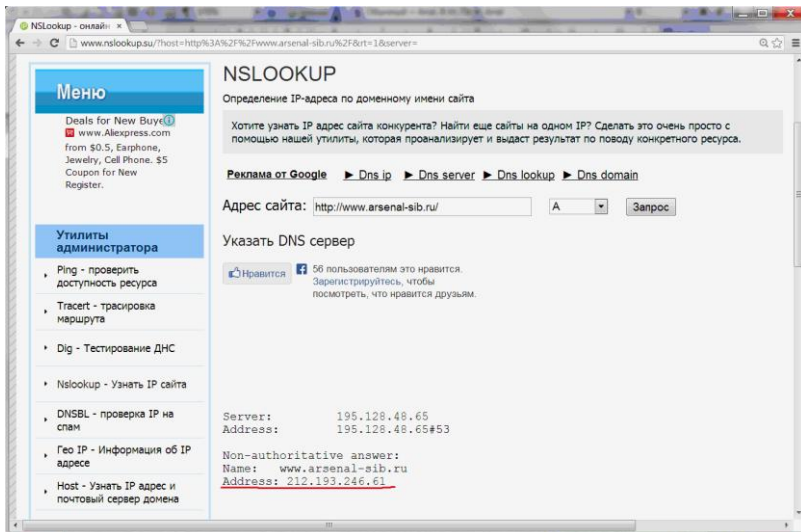 NSLookup - онлайн
www.nslookup.su/?host=http%3A%2F%2Fwww.arsenal-sib.ru%2F&rt=1&server=
Меню
Deals for New Buye
www.Aliexpress.com
from $0.5, Earphone,
Jewelry, Cell Phone. $5
Coupon for New
Register.
Утилиты
администратора
Ping - проверить
доступность ресурса
Tracert - трасировка
маршрута
Dig - Тестирование ДНС
Nslookup - Узнать IP сайта
DNSBL - проверка IP на
спам
Гео IP - Информация об IP
адресе
Host - Узнать IP адрес и
почтовый сервер домена
NSLOOKUP
Определение IP-адреса по доменному имени сайта
Хотите узнать IP адрес сайта конкурента? Найти еще сайты на одном IP? Сделать это очень просто с
помощью нашей утилиты, которая проанализирует и выдаст результат по поводу конкретного ресурса.
Реклама от Google ► Dns ip ► Dns server ► Dns lookup ► Dns domain
Адрес сайта: http://www.arsenal-sib.ru/ A Запрос
Указать DNS сервер
Нравится 56 пользователям это нравится.
Зарегистрируйтесь, чтобы
посмотреть, что нравится друзьям.
Server: 195.128.48.65
Address: 195.128.48.65#53
Non-authoritative answer:
Name: www.arsenal-sib.ru
Address: 212.193.246.61